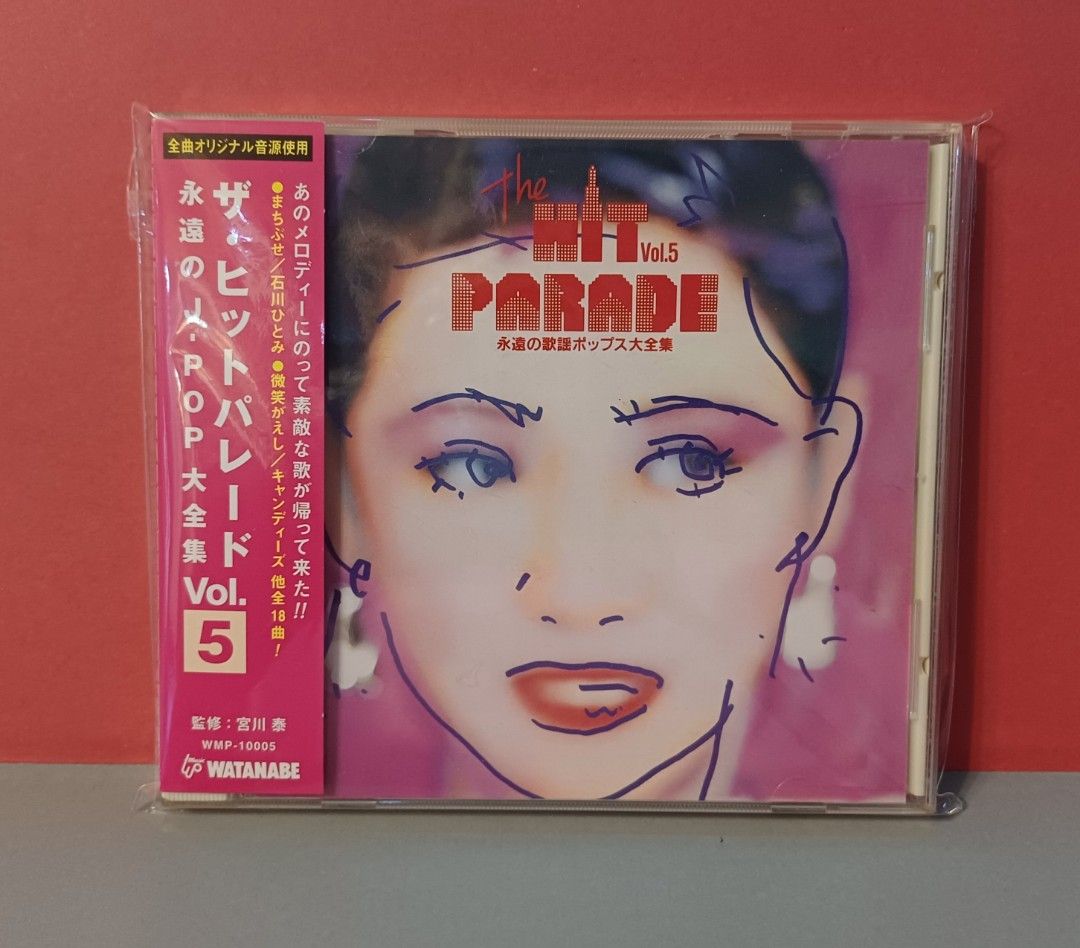 全曲オリジナル音源使用
あのメロディーにのって素敵な歌が帰って来た!!
●まちぶせ/石川ひとみ ●微笑がえし/キャンディーズ 他全18曲!
ザ・ヒットパレード
永遠のJ-POP大全集
Vol.
5
監修:宮川 泰
WMP-10005
WATANABE
The
HIT
Vol.5
PARADE
永遠の歌謡ポップス大全集